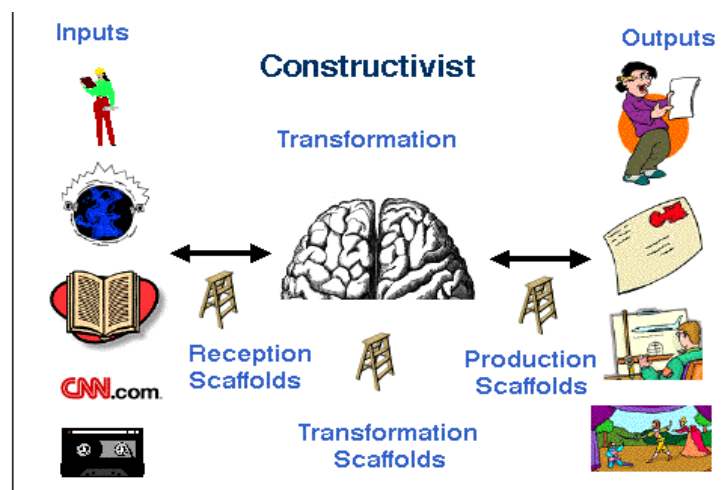 Inputs
Constructivist
Outputs
Transformation
Reception
Scaffolds
Production
Scaffolds
CNN.com
Transformation
Scaffolds